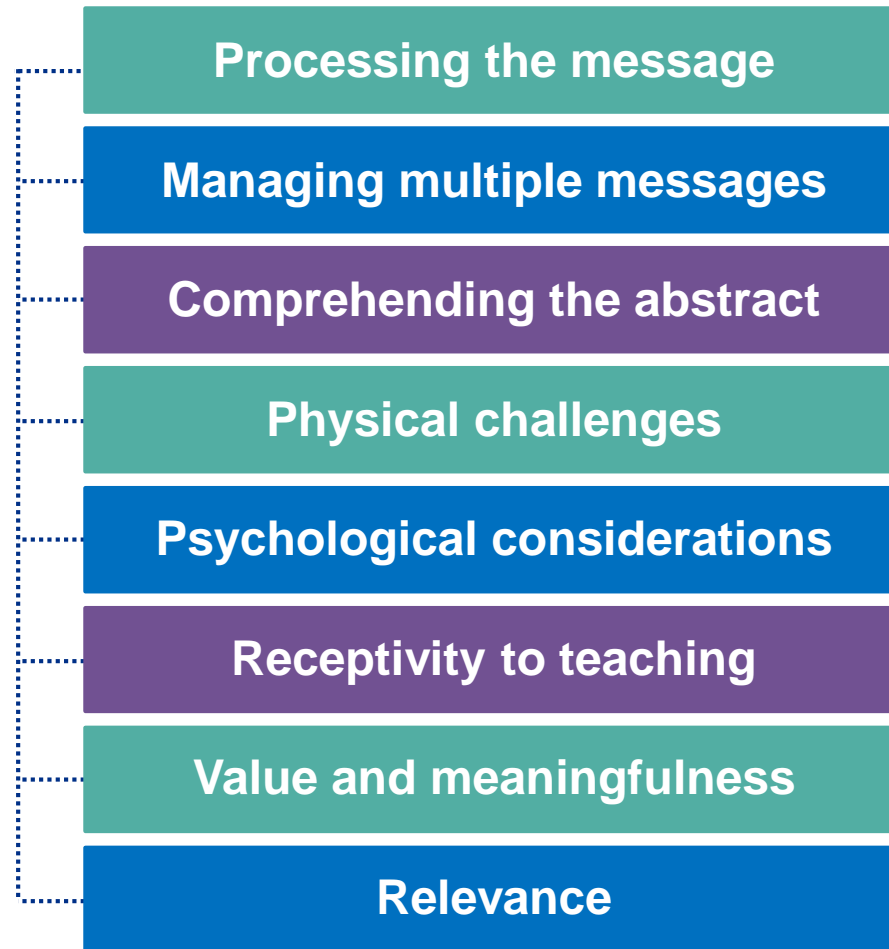 Processing the message
Managing multiple messages
Comprehending the abstract
Physical challenges
Psychological considerations
Receptivity to teaching
Value and meaningfulness
Relevance